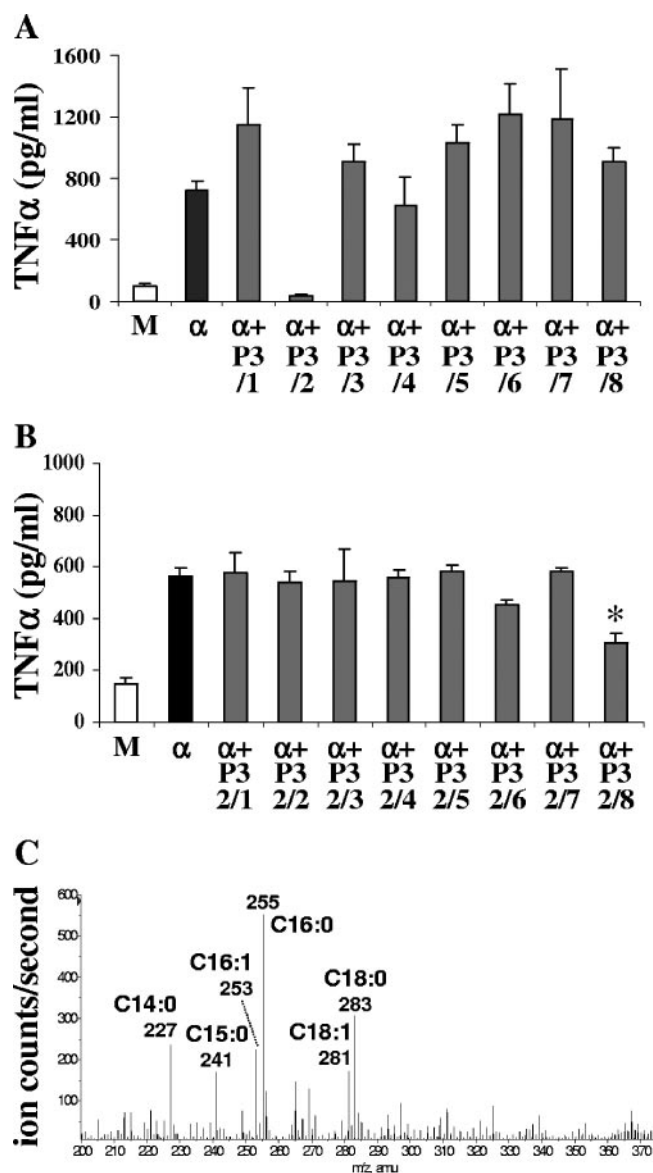 A
TNFα (pg/ml)
1600
1200
800
400
0
M α α+ α+ α+ α+ α+ α+ α+ α+
P3 P3 P3 P3 P3 P3 P3 P3
/1 /2 /3 /4 /5 /6 /7 /8
B
TNFα (pg/ml)
1000
800
600
400
200
0
*
M α α+ α+ α+ α+ α+ α+ α+ α+
P3 P3 P3 P3 P3 P3 P3 P3
2/1 2/2 2/3 2/4 2/5 2/6 2/7 2/8
C
ion counts/second
600
500
400
300
200
100
255
C16:0
C16:1
253
C18:0
283
C14:0
227
C15:0
241
C18:1
281
200 210 220 230 240 250 260 270 280 290 300 310 320 330 340 350 360 370
m/z, amu